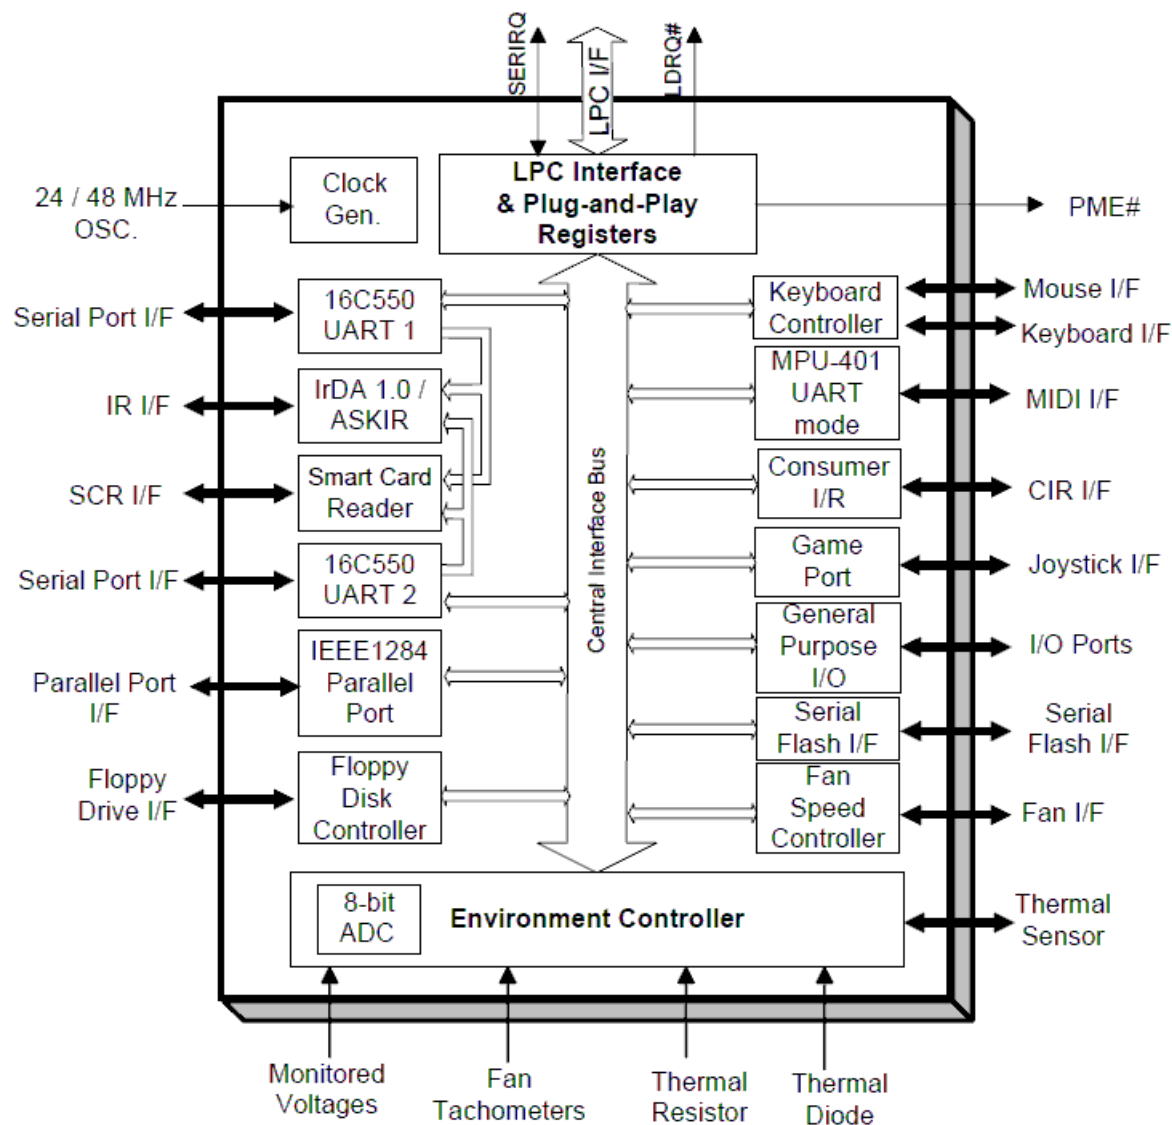 SERIRQ
LPC I/F
LDRQ#
LPC Interface
& Plug-and-Play
Registers
Clock
Gen.
24 / 48 MHz
OSC.
PME#
Serial Port I/F
16C550
UART 1
IR I/F
IrDA 1.0 /
ASKIR
SCR I/F
Smart Card
Reader
Serial Port I/F
16C550
UART 2
Parallel Port
I/F
IEEE1284
Parallel
Port
Floppy
Drive I/F
Floppy
Disk
Controller
Central Interface Bus
Keyboard
Controller
Mouse I/F
Keyboard I/F
MPU-401
UART
mode
MIDI I/F
Consumer
I/R
CIR I/F
Game
Port
Joystick I/F
General
Purpose
I/O
I/O Ports
Serial
Flash I/F
Serial
Flash I/F
Fan
Speed
Controller
Fan I/F
8-bit
ADC
Environment Controller
Thermal
Sensor
Monitored
Voltages
Fan
Tachometers
Thermal
Resistor
Thermal
Diode